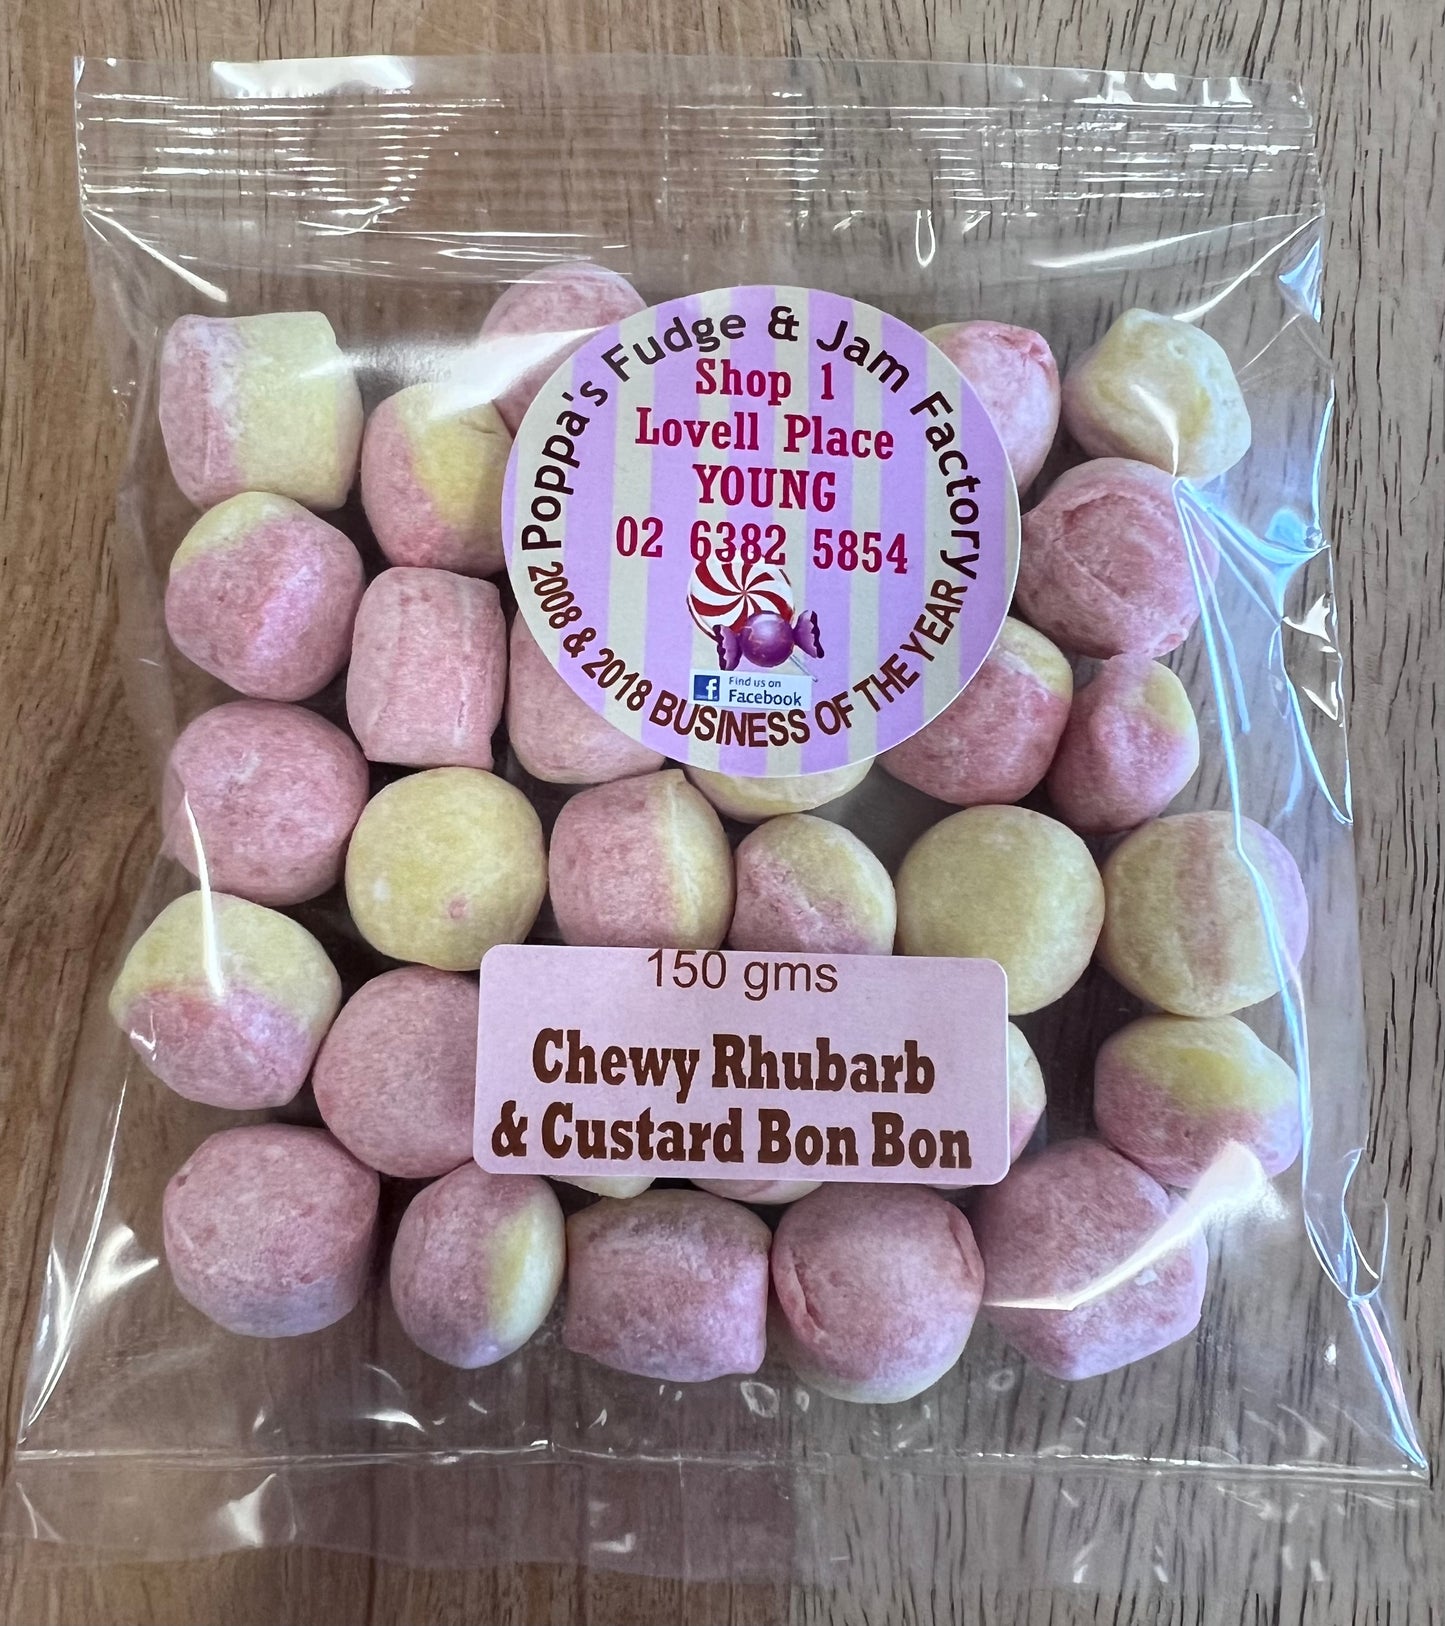 Poppa's Fudge & Jam Factory
Shop 1
Lovell Place
YOUNG
02 6382 5854
f Find us on
Facebook
2008 & 2018 BUSINESS OF THE YEAR
150 gms
Chewy Rhubarb
& Custard Bon Bon